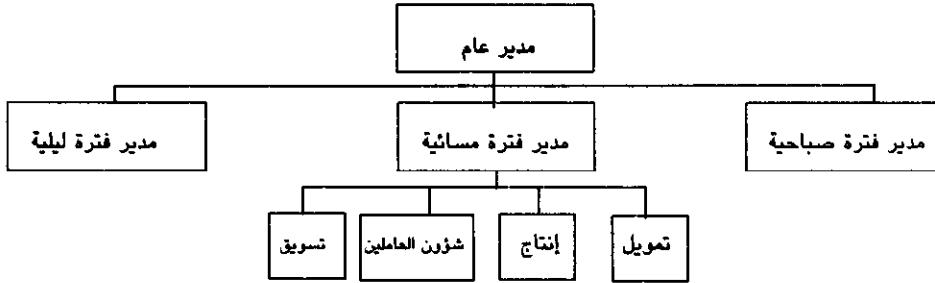 مدير عام
مدير فترة صباحية
مدير فترة مسائية
مدير فترة ليلية
تمويل
إنتاج
شؤون العاملين
تسويق